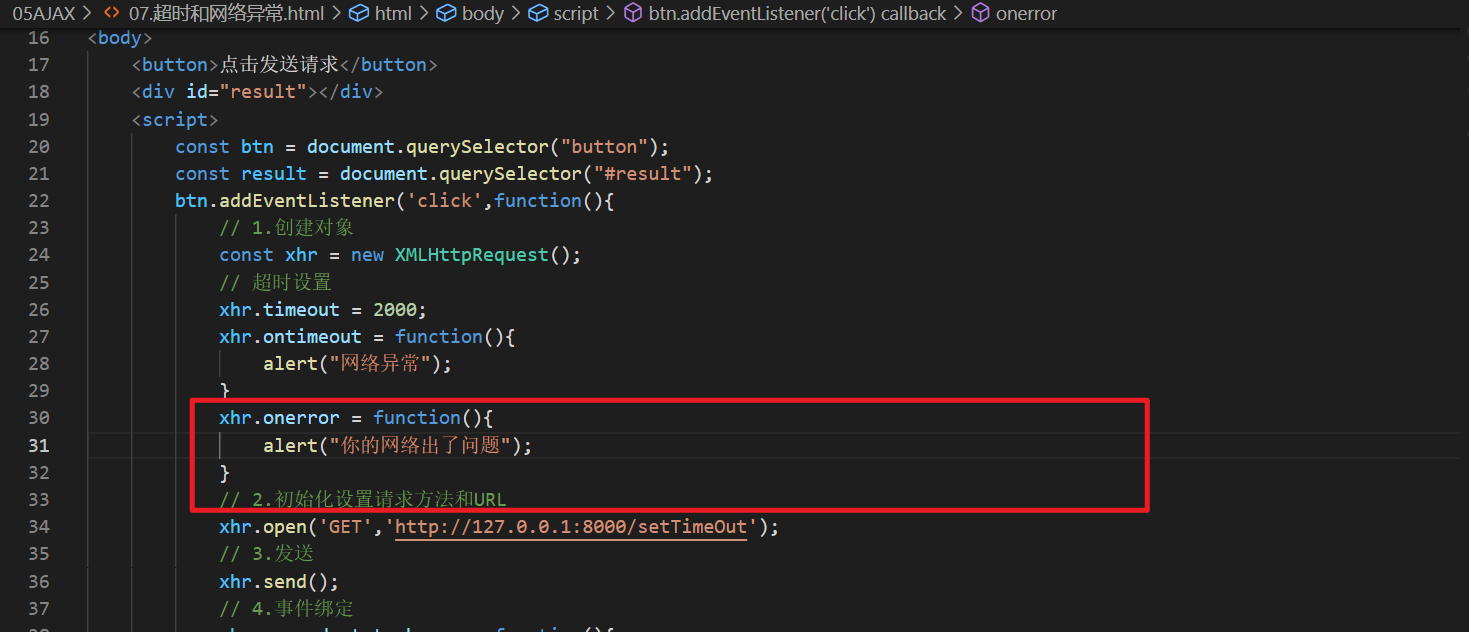 05AJAX > <> 07.超时和网络异常.html > html > body > script > btn.addEventListener('click') callback > onerror
16 <body>
17 <button>点击发送请求</button>
18 <div id="result"></div>
19 <script>
20 const btn = document.querySelector("button");
21 const result = document.querySelector("#result");
22 btn.addEventListener('click',function(){
23 // 1.创建对象
24 const xhr = new XMLHttpRequest();
25 // 超时设置
26 xhr.timeout = 2000;
27 xhr.ontimeout = function(){
28 alert("网络异常");
29 }
30 xhr.onerror = function(){
31 alert("你的网络出了问题");
32 }
33 // 2.初始化设置请求方法和URL
34 xhr.open('GET','http://127.0.0.1:8000/setTimeOut');
35 // 3.发送
36 xhr.send();
37 // 4.事件绑定